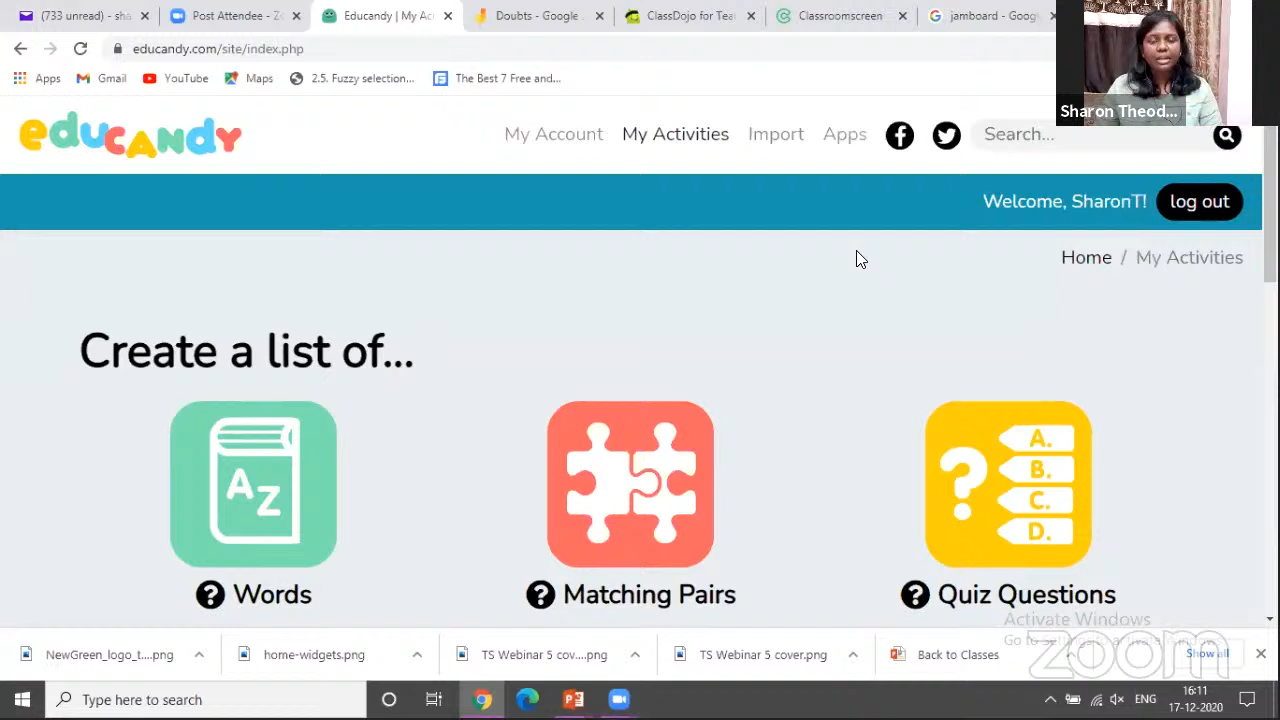 (733 unread) - sha
Post Attendee - Zo
Educandy | My Ac
Doubts - Google
ClassDojo for Tea
Classroomscreen
jamboard - Googl
educandy.com/site/index.php
Apps
Gmail
YouTube
Maps
2.5. Fuzzy selection...
The Best 7 Free and...
Sharon Theod...
educandy
My Account
My Activities
Import
Apps
Search...
Welcome, SharonT!
log out
Home / My Activities
Create a list of...
A Z
? A. B. C. D.
? Words
? Matching Pairs
? Quiz Questions
Activate Windows
zoom
NewGreen_logo_t....png
home-widgets.png
TS Webinar 5 cov....png
TS Webinar 5 cover.png
Back to Classes
Show all
Type here to search
ENG
16:11
17-12-2020